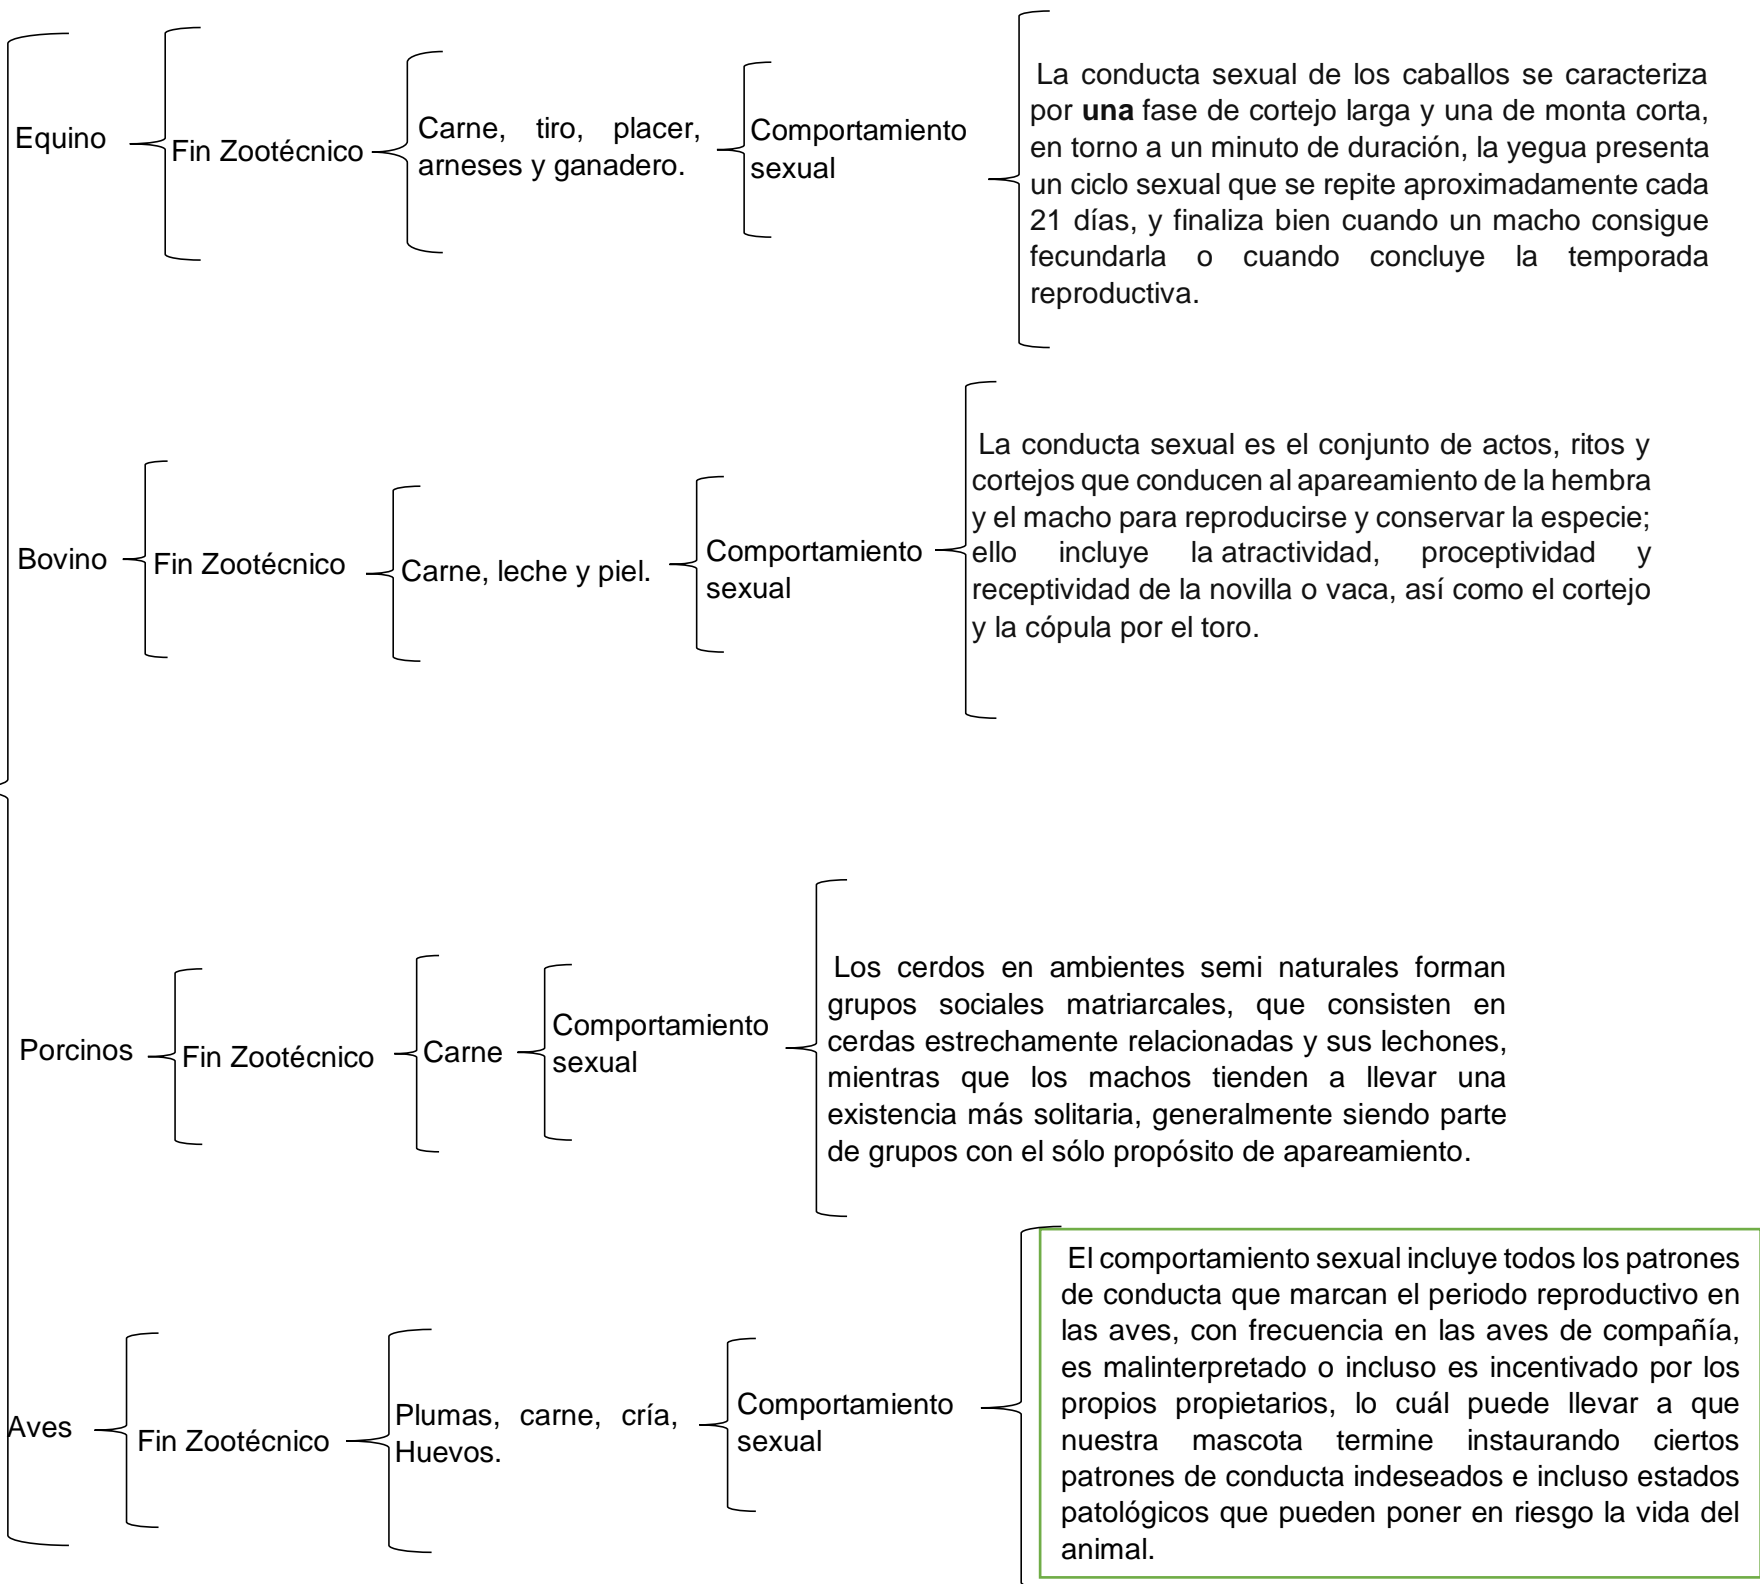 Equino
Fin Zootécnico
Carne, tiro, placer,
arneses y ganadero.
Comportamiento
sexual
La conducta sexual de los caballos se caracteriza
por una fase de cortejo larga y una de monta corta,
en torno a un minuto de duración, la yegua presenta
un ciclo sexual que se repite aproximadamente cada
21 días, y finaliza bien cuando un macho consigue
fecundarla o cuando concluye la temporada
reproductiva.
Bovino
Fin Zootécnico
Carne, leche y piel.
Comportamiento
sexual
La conducta sexual es el conjunto de actos, ritos y
cortejos que conducen al apareamiento de la hembra
y el macho para reproducirse y conservar la especie;
ello incluye la atractividad, proceptividad y
receptividad de la novilla o vaca, así como el cortejo
y la cópula por el toro.
Porcinos
Fin Zootécnico
Carne
Comportamiento
sexual
Los cerdos en ambientes semi naturales forman
grupos sociales matriarcales, que consisten en
cerdas estrechamente relacionadas y sus lechones,
mientras que los machos tienden a llevar una
existencia más solitaria, generalmente siendo parte
de grupos con el sólo propósito de apareamiento.
Aves
Fin Zootécnico
Plumas, carne, cría,
Huevos.
Comportamiento
sexual
El comportamiento sexual incluye todos los patrones
de conducta que marcan el periodo reproductivo en
las aves, con frecuencia en las aves de compañía,
es malinterpretado o incluso es incentivado por los
propios propietarios, lo cuál puede llevar a que
nuestra mascota termine instaurando ciertos
patrones de conducta indeseados e incluso estados
patológicos que pueden poner en riesgo la vida del
animal.